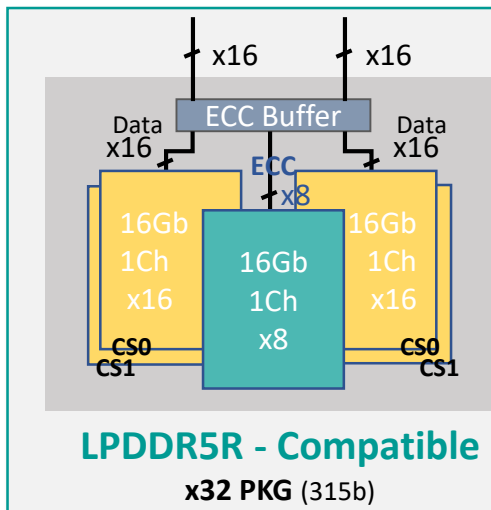 x16
x16
ECC Buffer
Data
x16
Data
x16
ECC
x8
16Gb
1Ch
x16
16Gb
1Ch
x8
16Gb
1Ch
x16
CS0
CS1
CS0
CS1
LPDDR5R - Compatible
x32 PKG (315b)